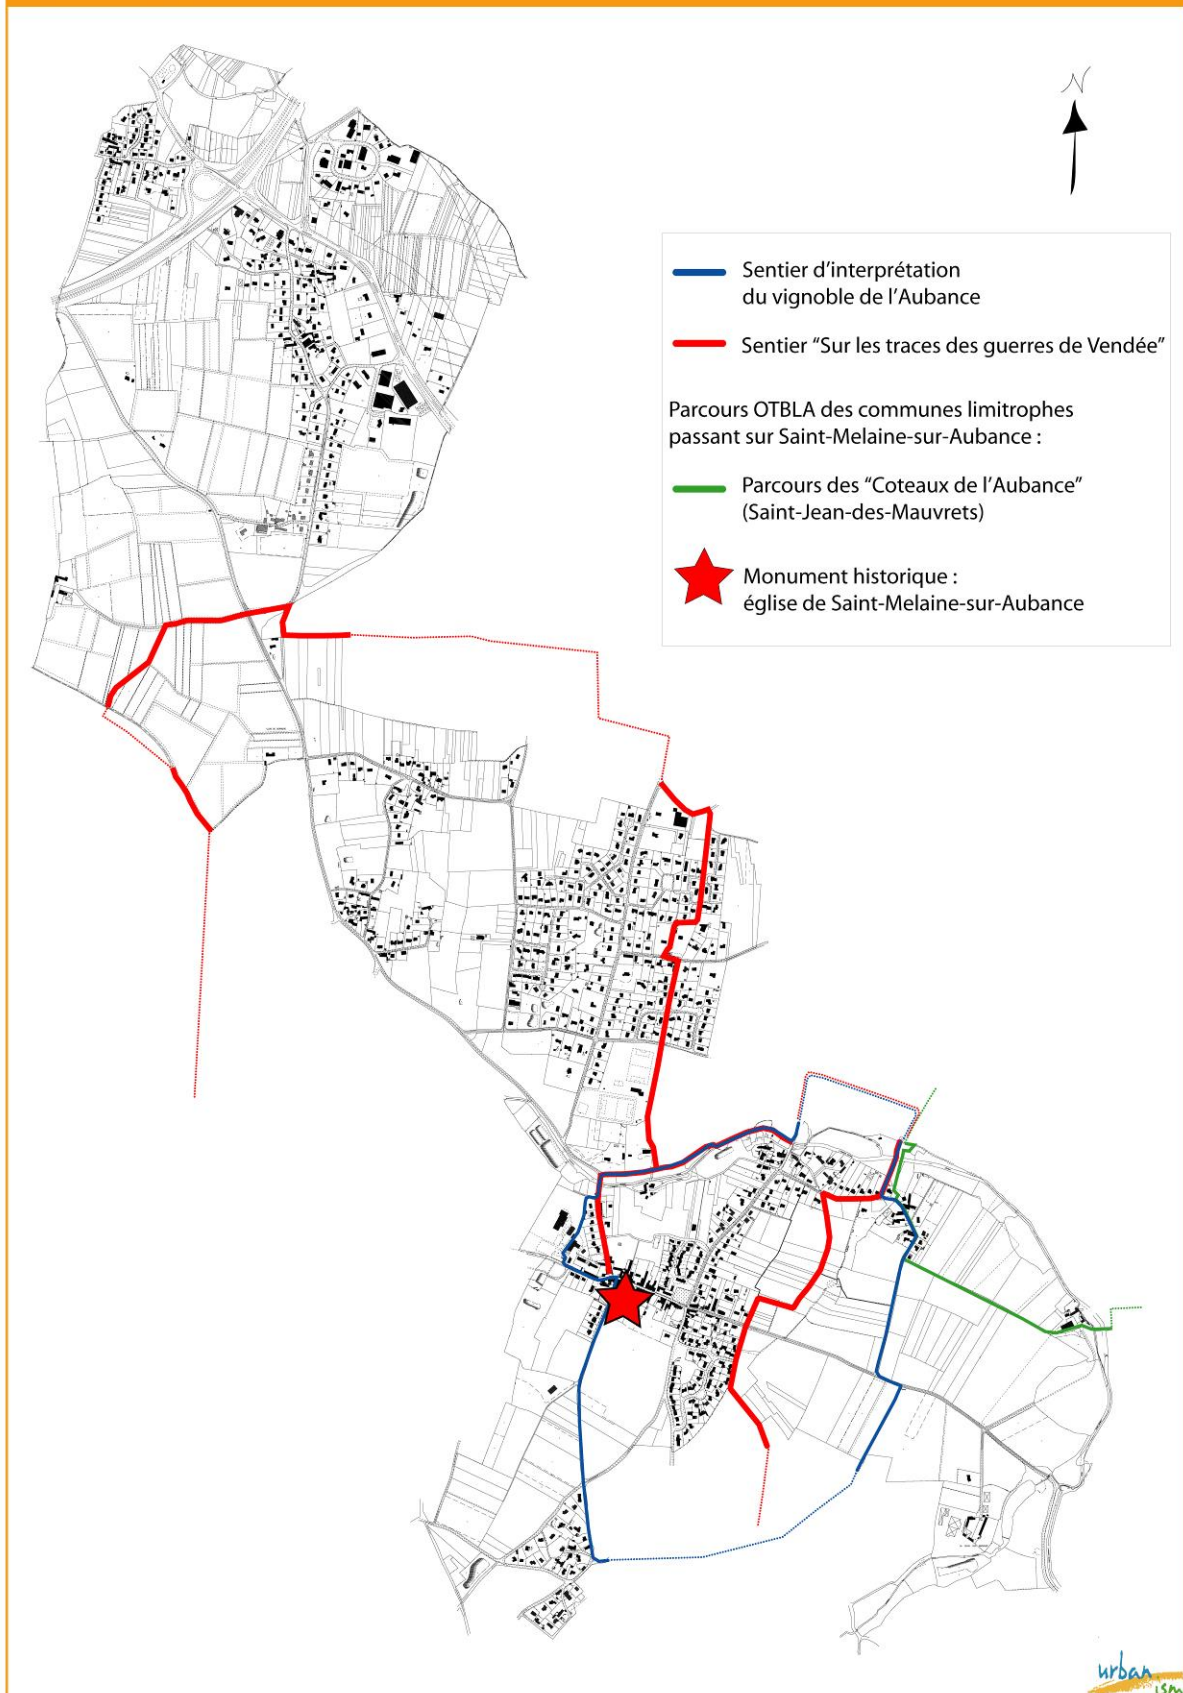 N
Sentier d’interprétation
du vignoble de l’Aubance
Sentier “Sur les traces des guerres de Vendée”
Parcours OTBLA des communes limitrophes
passant sur Saint-Melaine-sur-Aubance :
Parcours des “Coteaux de l’Aubance”
(Saint-Jean-des-Mauvrets)
Monument historique :
église de Saint-Melaine-sur-Aubance
urban